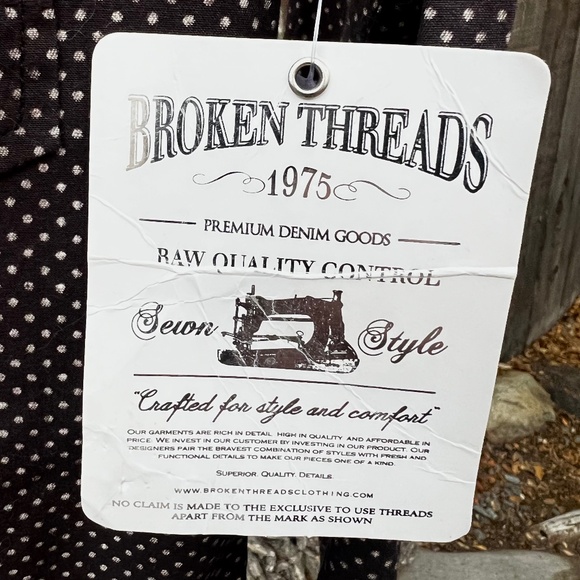 BROKEN THREADS
1975
PREMIUM DENIM GOODS
RAW QUALITY CONTROL
Sewn Style
"Crafted for style and comfort"
OUR GARMENTS ARE RICH IN DETAIL, HIGH IN QUALITY AND AFFORDABLE IN
PRICE. WE INVEST IN OUR CUSTOMER BY INVESTING IN OUR PRODUCT. OUR
DESIGNERS PAIR THE BRAVEST COMBINATION OF STYLES WITH FRESH AND
FUNCTIONAL DETAILS TO MAKE OUR PIECES ONE OF A KIND.
SUPERIOR. QUALITY. DETAILS.
WWW.BROKENTHREADSCLOTHING.COM
NO CLAIM IS MADE TO THE EXCLUSIVE TO USE THREADS
APART FROM THE MARK AS SHOWN